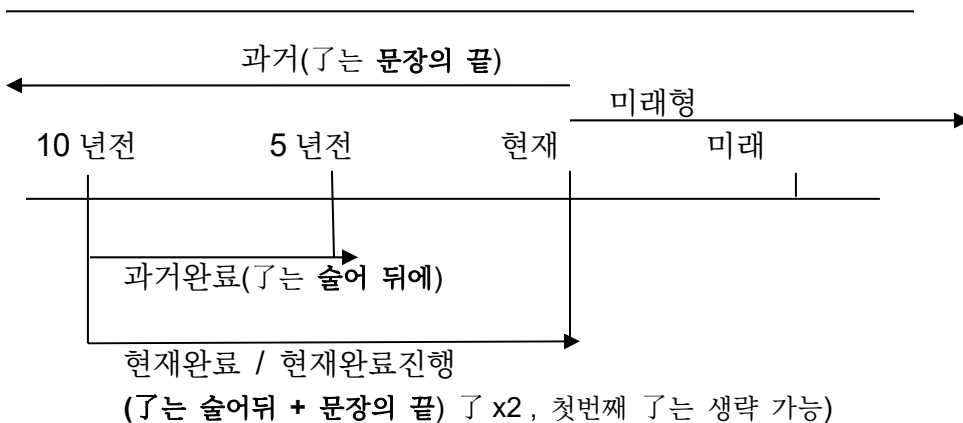 과거(了는 문장의 끝)
미래형
10 년전 5 년전 현재 미래
과거완료(了는 술어 뒤에)
현재완료 / 현재완료진행
(了는 술어뒤 + 문장의 끝) 了 x2 , 첫번째 了는 생략 가능)